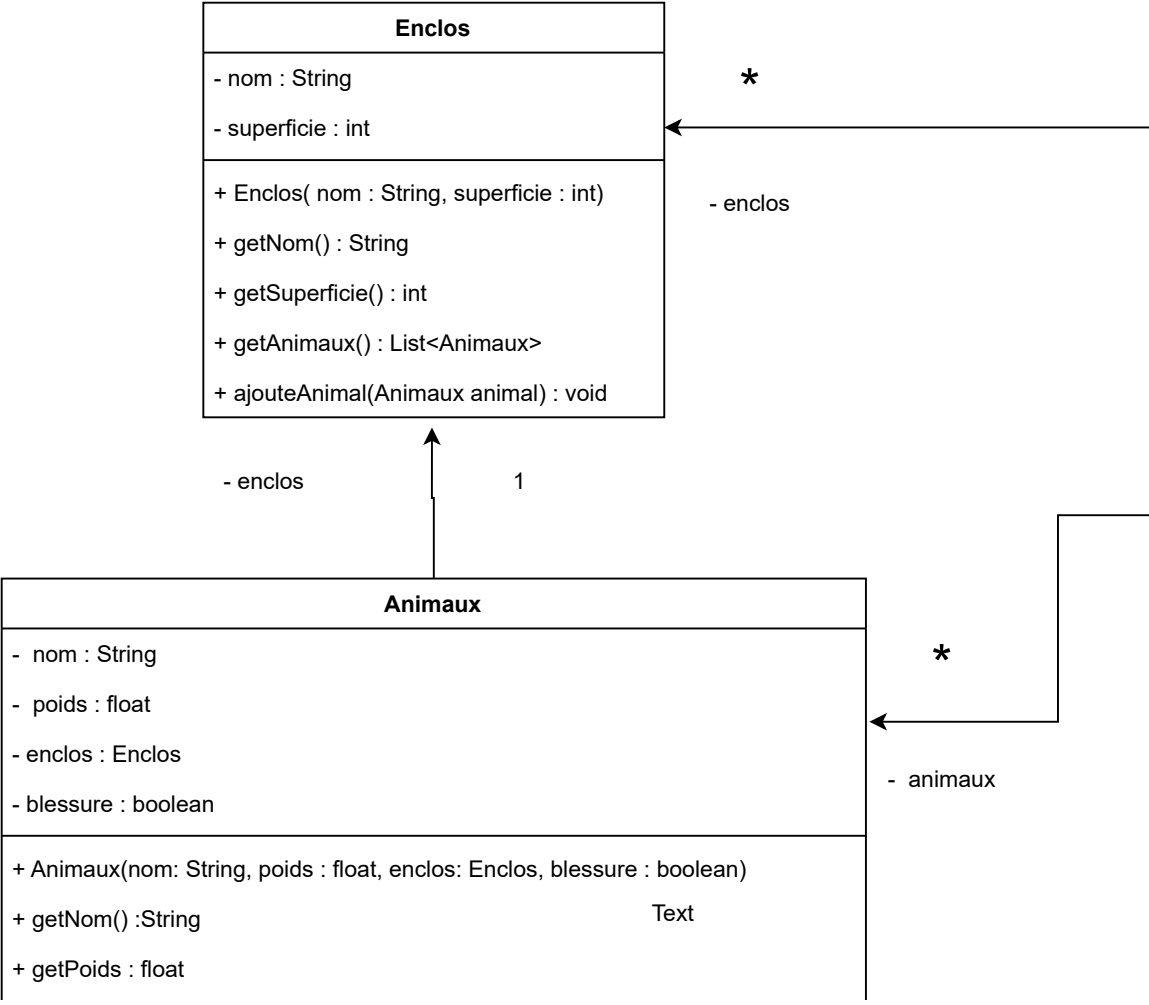 Enclos
- nom : String
- superficie : int
*
+ Enclos( nom : String, superficie : int)
+ getNom() : String
+ getSuperficie() : int
+ getAnimaux() : List<Animaux>
+ ajouteAnimal(Animaux animal) : void
- enclos
- enclos
1
Animaux
-  nom : String
-  poids : float
- enclos : Enclos
- blessure : boolean
*
-  animaux
+ Animaux(nom: String, poids : float, enclos: Enclos, blessure : boolean)
+ getNom() :String
Text
+ getPoids : float